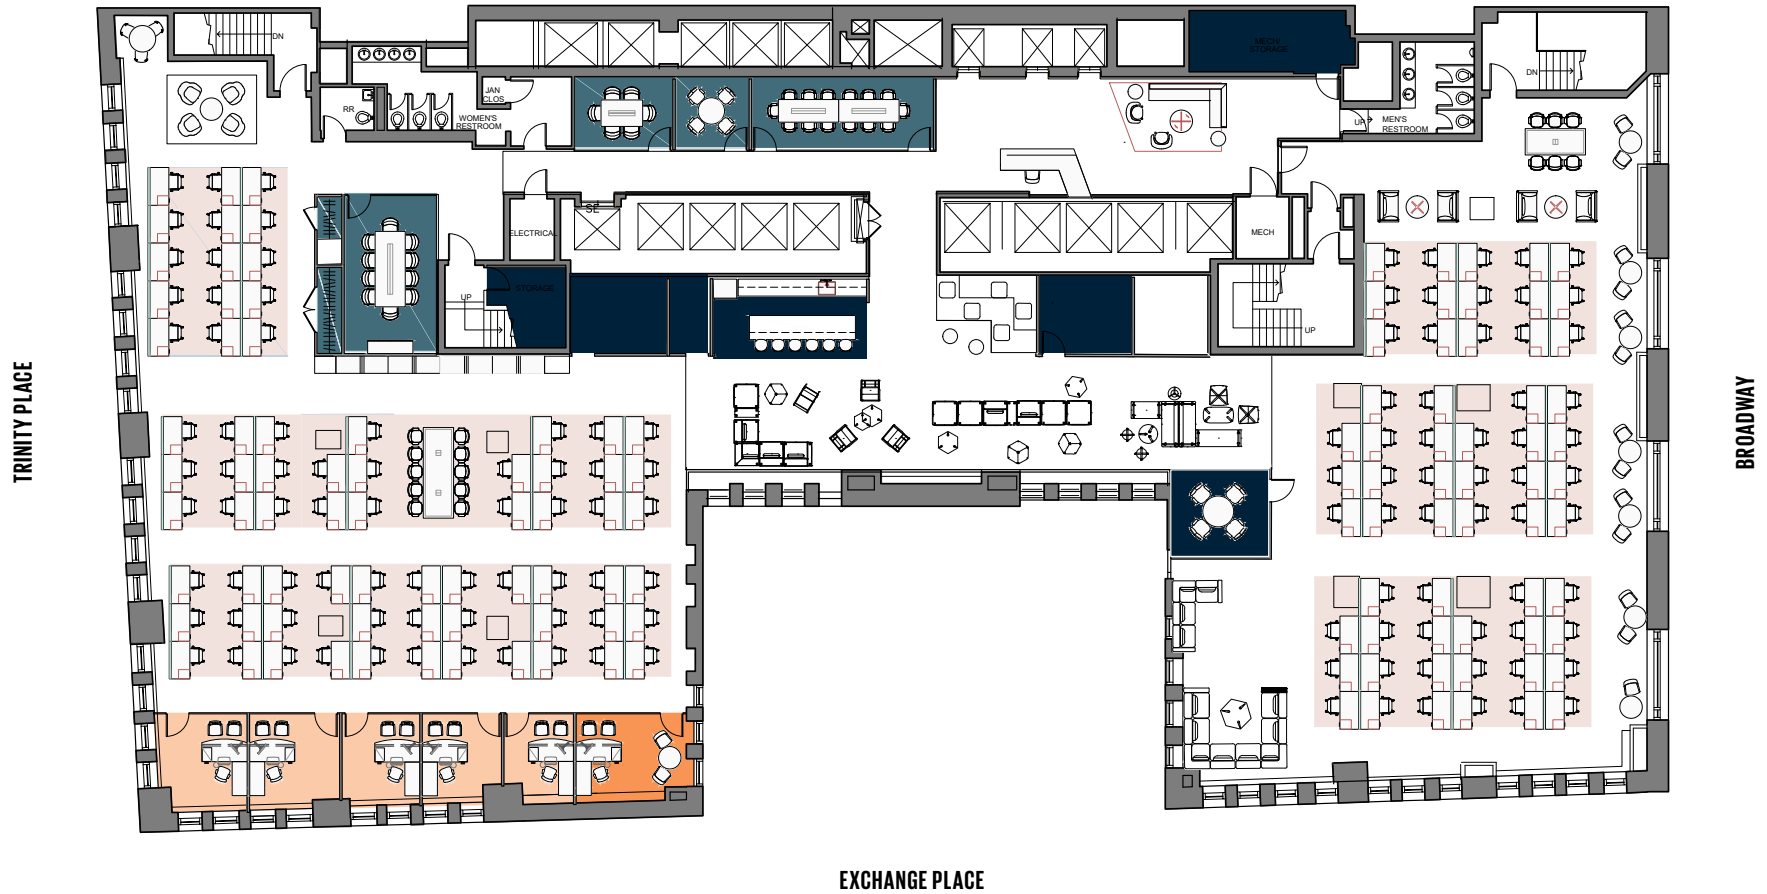 DN
MECH/
STORAGE
JAN
CLOS
RR
WOMEN'S
RESTROOM
UP
MEN'S
RESTROOM
DN
SE
ELECTRICAL
MECH
STORAGE
UP
UP
TRINITY PLACE
BROADWAY
EXCHANGE PLACE